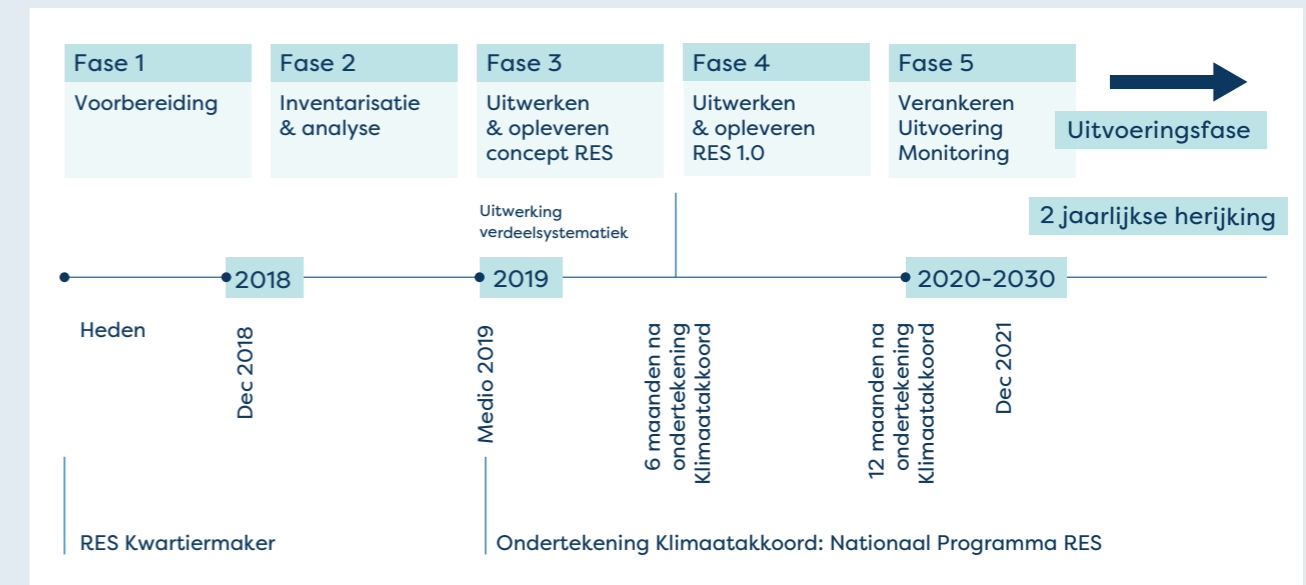 Fase 1
Voorbereiding
Fase 2
Inventarisatie
& analyse
Fase 3
Uitwerken
& opleveren
concept RES
Fase 4
Uitwerken
& opleveren
RES 1.0
Fase 5
Verankeren
Uitvoering
Monitoring
Uitvoeringsfase
2 jaarlijkse herijking
Uitwerking
verdeelsystematiek
2018
2019
2020-2030
Heden
Dec 2018
Medio 2019
6 maanden na
ondertekening
Klimaatakkoord
12 maanden na
ondertekening
Klimaatakkoord
Dec 2021
RES Kwartiermaker
Ondertekening Klimaatakkoord: Nationaal Programma RES